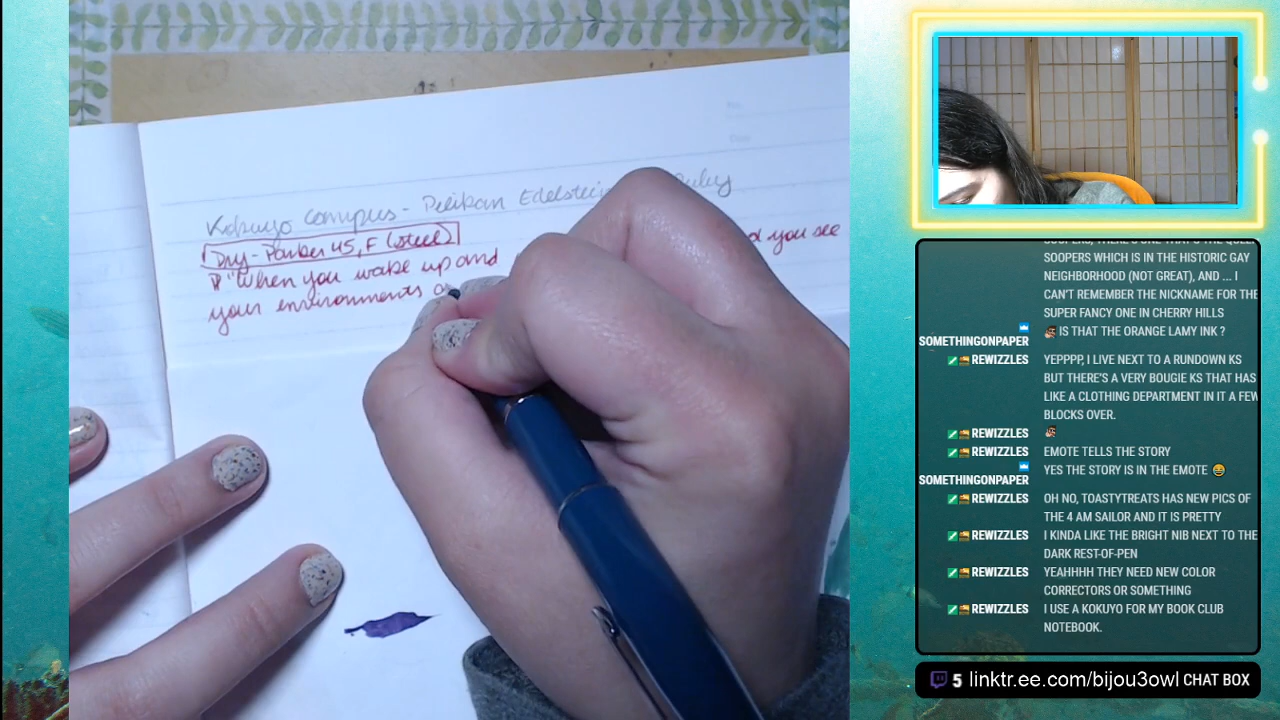 Kokuyo Campus - Pelikan Edelstein Ruby
Dry - Parker 45, F (steel)
"When you wake up and d you see
your environments
SOOPERS WHICH IS IN THE HISTORIC GAY
NEIGHBORHOOD (NOT GREAT), AND ... I
CAN'T REMEMBER THE NICKNAME FOR THE
SUPER FANCY ONE IN CHERRY HILLS
IS THAT THE ORANGE LAMY INK ?
SOMETHINGONPAPER
REWIZZLES YEPPPP, I LIVE NEXT TO A RUNDOWN KS
BUT THERE'S A VERY BOUGIE KS THAT HAS
LIKE A CLOTHING DEPARTMENT IN IT A FEW
BLOCKS OVER.
REWIZZLES
REWIZZLES EMOTE TELLS THE STORY
YES THE STORY IS IN THE EMOTE
SOMETHINGONPAPER
REWIZZLES OH NO, TOASTYTREATS HAS NEW PICS OF
THE 4 AM SAILOR AND IT IS PRETTY
REWIZZLES I KINDA LIKE THE BRIGHT NIB NEXT TO THE
DARK REST-OF-PEN
REWIZZLES YEAHHHH THEY NEED NEW COLOR
CORRECTORS OR SOMETHING
REWIZZLES I USE A KOKUYO FOR MY BOOK CLUB
NOTEBOOK.
5 linktr.ee.com/bijou3owl CHAT BOX